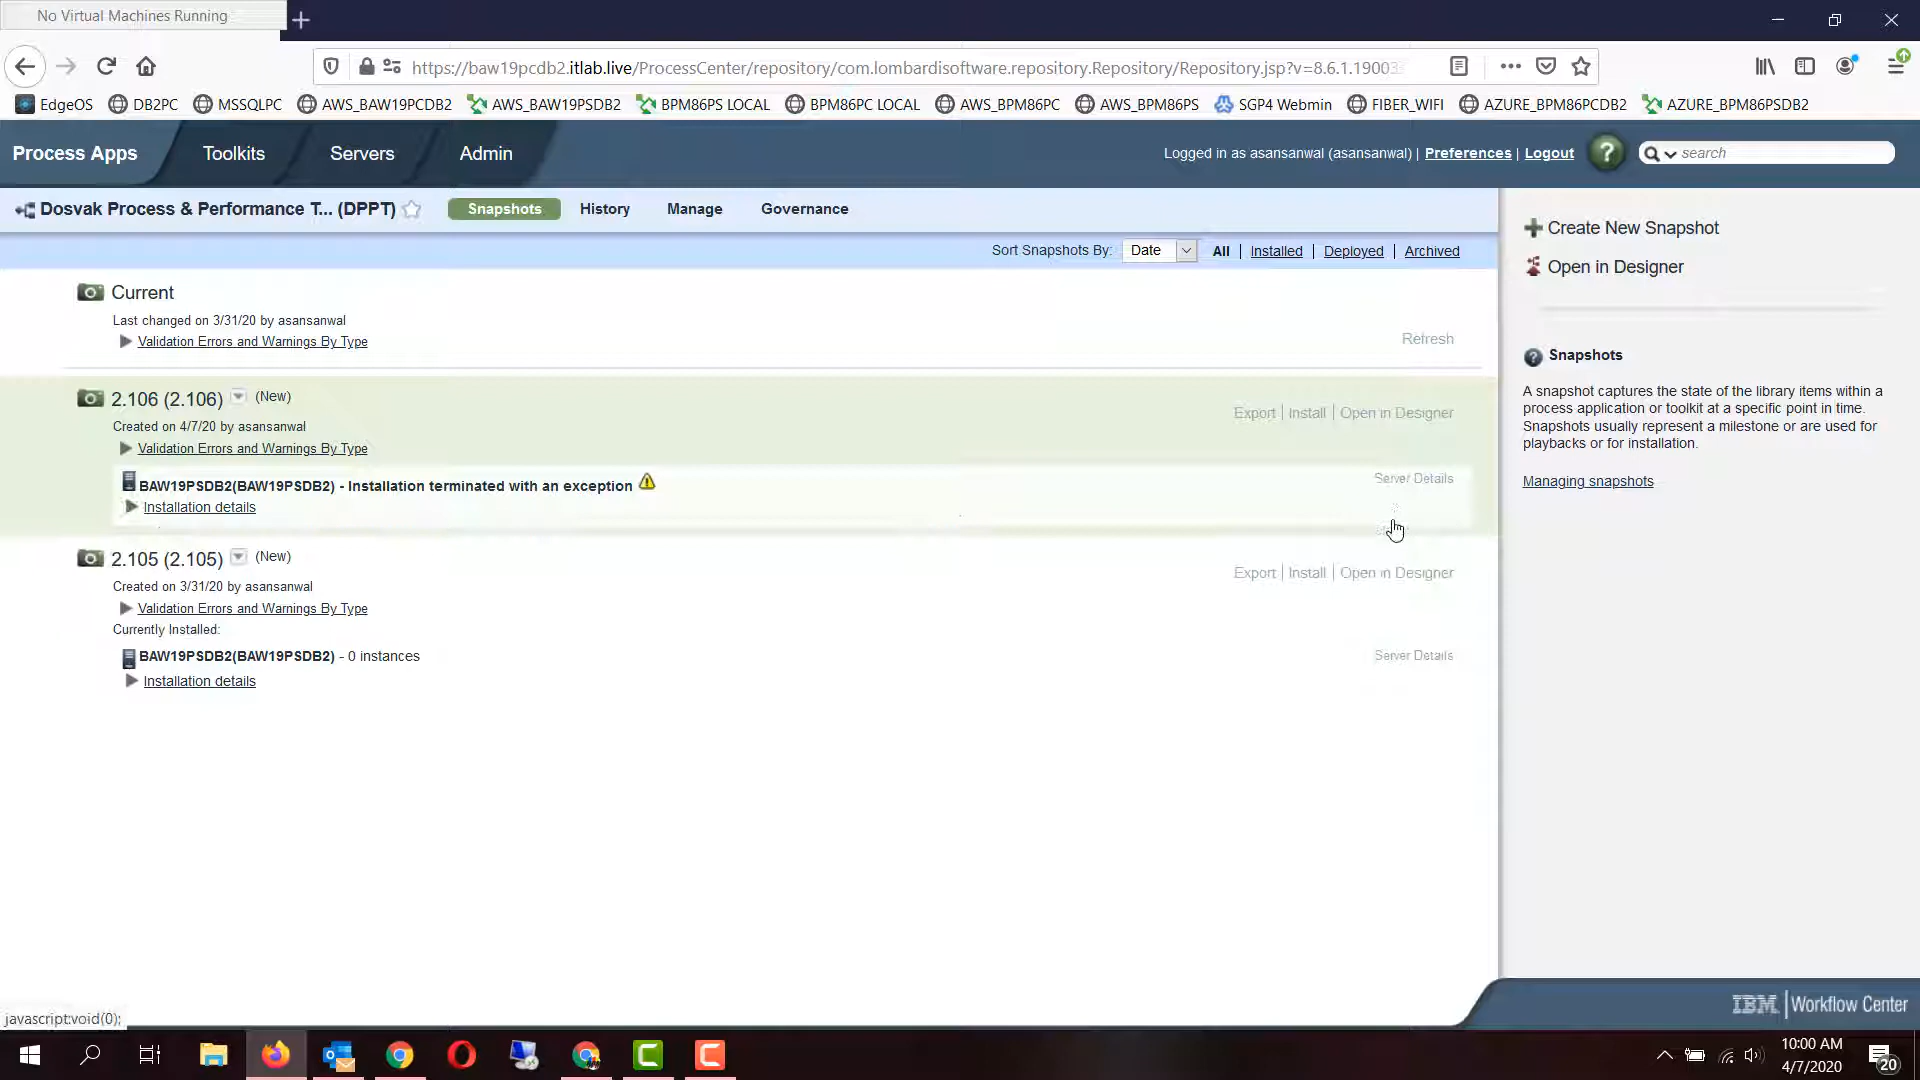 No Virtual Machines Running
https://baw19pcdb2.itlab.live/ProcessCenter/repository/com.lombardisoftware.repository.Repository/Repository.jsp?v=8.6.1.19003
EdgeOS DB2PC MSSQLPC AWS_BAW19PCDB2 AWS_BAW19PSDB2 BPM86PS LOCAL BPM86PC LOCAL AWS_BPM86PC AWS_BPM86PS SGP4 Webmin FIBER_WIFI AZURE_BPM86PCDB2 AZURE_BPM86PSDB2
Process Apps Toolkits Servers Admin Logged in as asansanwal (asansanwal) | Preferences | Logout ? search
Dosvak Process & Performance T... (DPPT) Snapshots History Manage Governance
Sort Snapshots By: Date All | Installed | Deployed | Archived
Current
Last changed on 3/31/20 by asansanwal
Validation Errors and Warnings By Type
Refresh
2.106 (2.106) (New)
Export | Install | Open in Designer
Created on 4/7/20 by asansanwal
Validation Errors and Warnings By Type
BAW19PSDB2(BAW19PSDB2) - Installation terminated with an exception
Server Details
Installation details
2.105 (2.105) (New)
Export | Install | Open in Designer
Created on 3/31/20 by asansanwal
Validation Errors and Warnings By Type
Currently Installed:
BAW19PSDB2(BAW19PSDB2) - 0 instances
Server Details
Installation details
Create New Snapshot
Open in Designer
? Snapshots
A snapshot captures the state of the library items within a
process application or toolkit at a specific point in time.
Snapshots usually represent a milestone or are used for
playbacks or for installation.
Managing snapshots
IBM | Workflow Center
javascript:void(0);
10:00 AM
4/7/2020
20